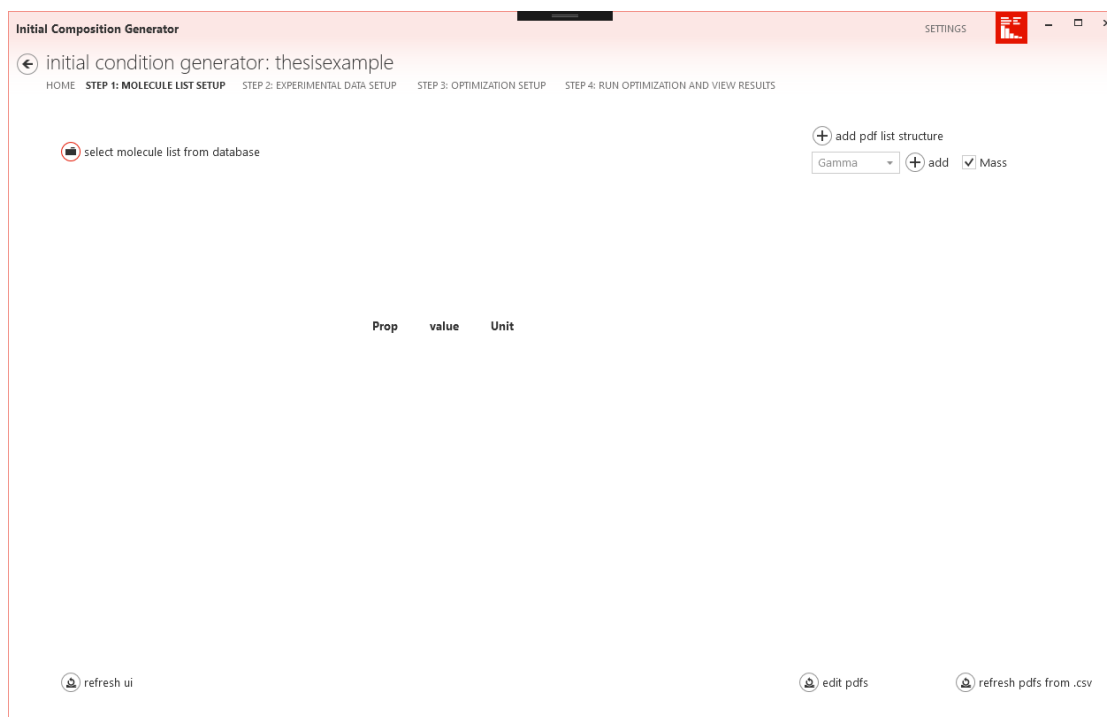 Initial Composition Generator
SETTINGS
initial condition generator: thesisexample
HOME STEP 1: MOLECULE LIST SETUP STEP 2: EXPERIMENTAL DATA SETUP STEP 3: OPTIMIZATION SETUP STEP 4: RUN OPTIMIZATION AND VIEW RESULTS
add pdf list structure
select molecule list from database
Gamma add Mass
Prop value Unit
refresh ui
edit pdfs
refresh pdfs from .csv